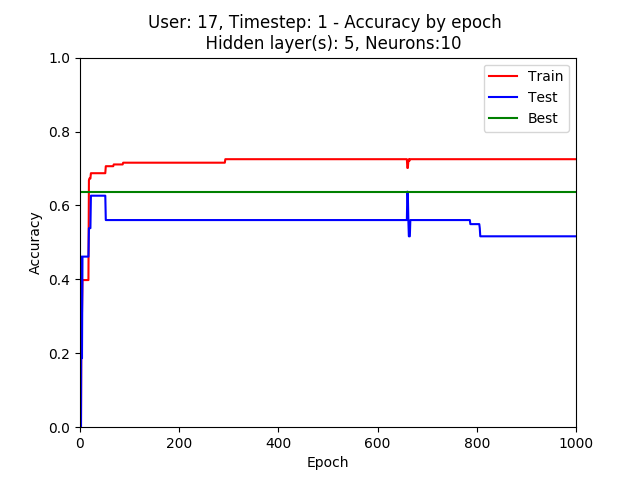 User: 17, Timestep: 1 - Accuracy by epoch
Hidden layer(s): 5, Neurons:10
1.0
0.8
0.6
0.4
0.2
0.0
Accuracy
Train
Test
Best
0
200
400
600
800
1000
Epoch